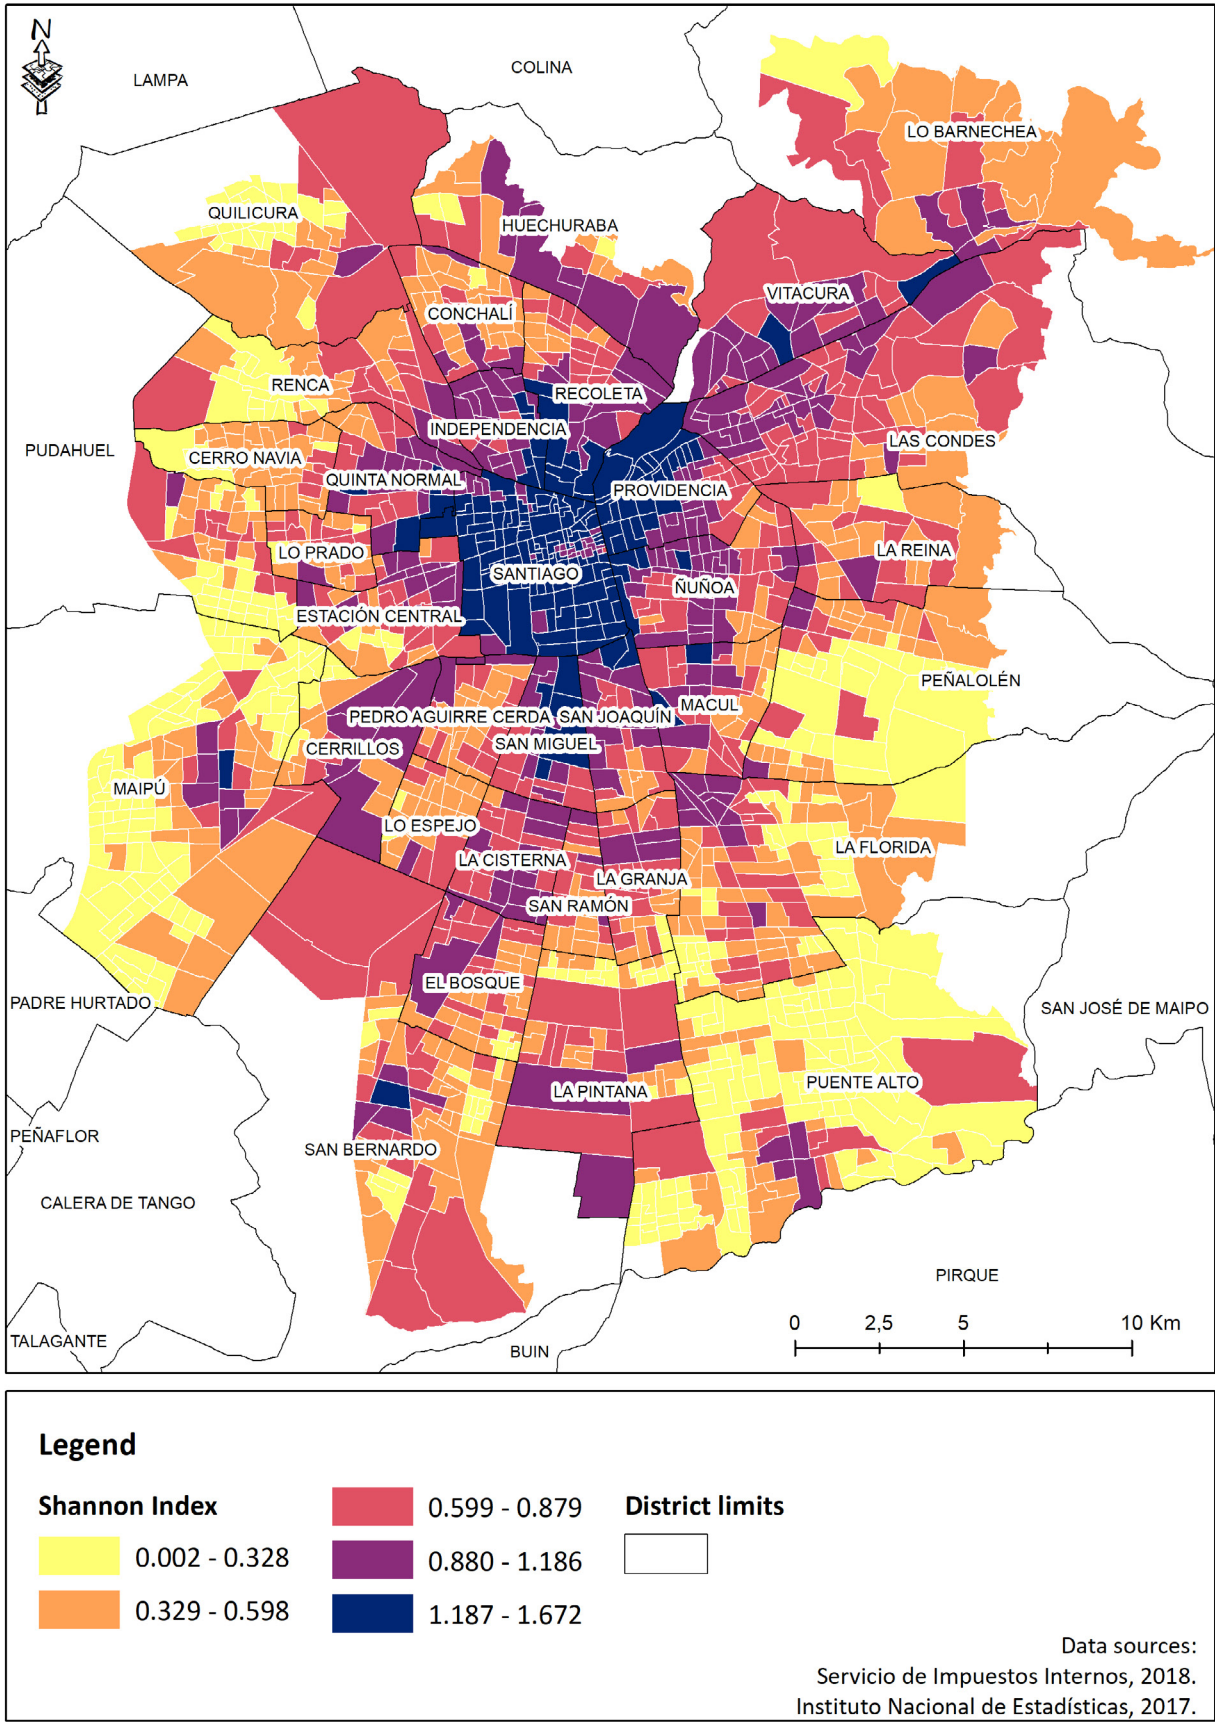 N
LAMPA
COLINA
LO BARNECHEA
QUILICURA
HUECHURABA
VITACURA
CONCHALÍ
RENCA
RECOLETA
INDEPENDENCIA
LAS CONDES
PUDAHUEL
CERRO NAVIA
QUINTA NORMAL
PROVIDENCIA
LO PRADO
LA REINA
SANTIAGO
ÑUÑOA
ESTACIÓN CENTRAL
PEÑALOLÉN
PEDRO AGUIRRE CERDA
SAN JOAQUÍN
MACUL
CERRILLOS
SAN MIGUEL
MAIPÚ
LO ESPEJO
LA FLORIDA
LA CISTERNA
LA GRANJA
SAN RAMÓN
EL BOSQUE
PADRE HURTADO
SAN JOSÉ DE MAIPO
PUENTE ALTO
LA PINTANA
PEÑAFLOR
SAN BERNARDO
CALERA DE TANGO
PIRQUE
TALAGANTE
BUIN
0 2,5 5 10 Km
Legend
Shannon Index
0.002 - 0.328
0.329 - 0.598
0.599 - 0.879
0.880 - 1.186
1.187 - 1.672
District limits
Data sources:
Servicio de Impuestos Internos, 2018.
Instituto Nacional de Estadísticas, 2017.